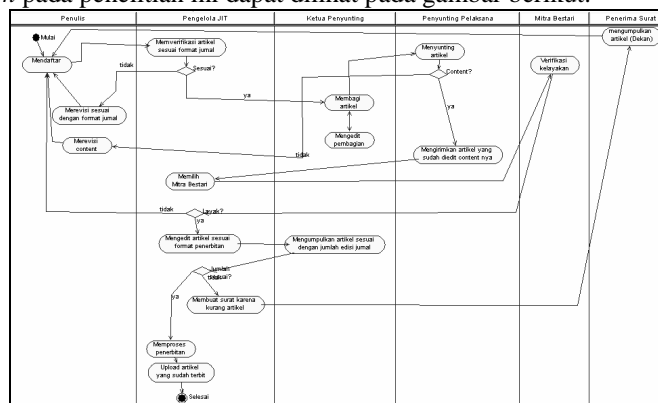 n pada penelitian ini dapat dilihat pada gambar berikut.
Penulis
Pengelola JIT
Ketua Penyunting
Penyunting Pelaksana
Mitra Bestari
Penerima Surat
Mulai
Mendaftar
Memverifikasi artikel
sesuai format jurnal
Sesuai?
tidak
ya
Merevisi sesuai
dengan format jurnal
Merevisi
content
Membagi
artikel
Mengedit
pembagian
Menyunting
artikel
Content?
ya
tidak
Mengirimkan artikel yang
sudah diedit content nya
Verifikasi
kelayakan
mengumpulkan
artikel (Dekan)
Memilih
Mitra Bestari
tidak
Layak?
ya
Mengedit artikel sesuai
format penerbitan
Mengumpulkan artikel sesuai
dengan jumlah edisi jurnal
Jumlah
sesuai?
tidak
ya
Membuat surat karena
kurang artikel
Memproses
penerbitan
Upload artikel
yang sudah terbit
Selesai